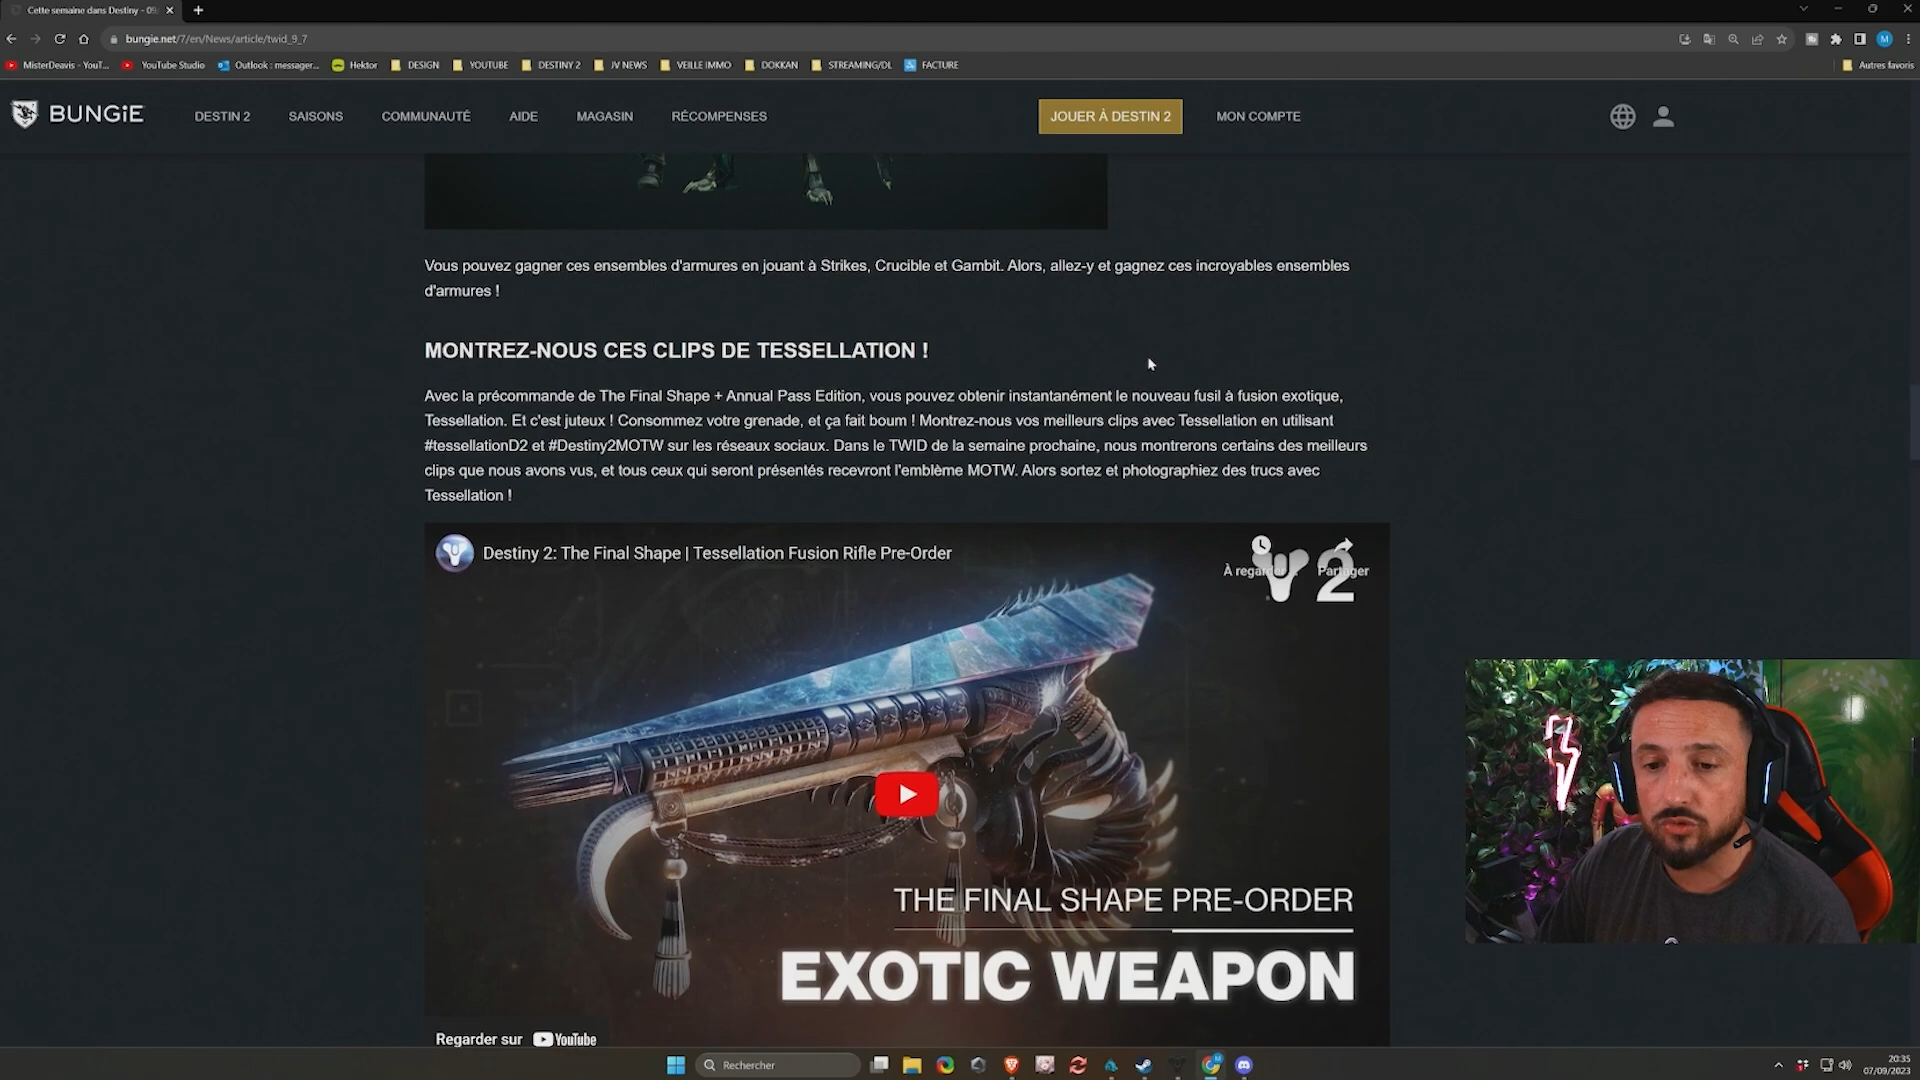 Cette semaine dans Destiny - 09
bungie.net/7/en/News/article/twid_9_7
MisterDeavis - YouT...
YouTube Studio
Outlook : messager...
Hektor
DESIGN
YOUTUBE
DESTINY 2
JV NEWS
VEILLE IMMO
DOKKAN
STREAMING/DL
FACTURE
Autres favoris
BUNGiE
DESTIN 2
SAISONS
COMMUNAUTÉ
AIDE
MAGASIN
RÉCOMPENSES
JOUER À DESTIN 2
MON COMPTE
Vous pouvez gagner ces ensembles d'armures en jouant à Strikes, Crucible et Gambit. Alors, allez-y et gagnez ces incroyables ensembles
d'armures !
MONTREZ-NOUS CES CLIPS DE TESSELLATION !
Avec la précommande de The Final Shape + Annual Pass Edition, vous pouvez obtenir instantanément le nouveau fusil à fusion exotique,
Tessellation. Et c'est juteux ! Consommez votre grenade, et ça fait boum ! Montrez-nous vos meilleurs clips avec Tessellation en utilisant
#tessellationD2 et #Destiny2MOTW sur les réseaux sociaux. Dans le TWID de la semaine prochaine, nous montrerons certains des meilleurs
clips que nous avons vus, et tous ceux qui seront présentés recevront l'emblème MOTW. Alors sortez et photographiez des trucs avec
Tessellation !
Destiny 2: The Final Shape | Tessellation Fusion Rifle Pre-Order
2
À regarder
Partager
THE FINAL SHAPE PRE-ORDER
EXOTIC WEAPON
Regarder sur YouTube
Rechercher
20:35
07/09/2023